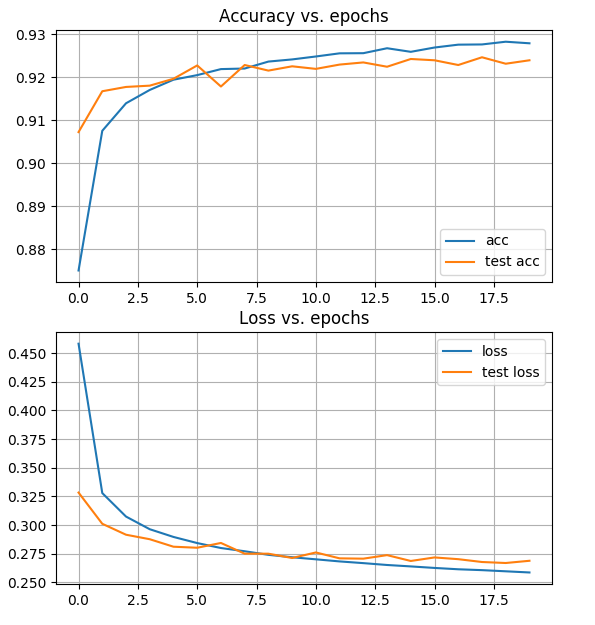 Accuracy vs. epochs
0.93
0.92
0.91
0.90
0.89
0.88
acc
test acc
0.0 2.5 5.0 7.5 10.0 12.5 15.0 17.5
Loss vs. epochs
0.450
0.425
0.400
0.375
0.350
0.325
0.300
0.275
0.250
loss
test loss
0.0 2.5 5.0 7.5 10.0 12.5 15.0 17.5